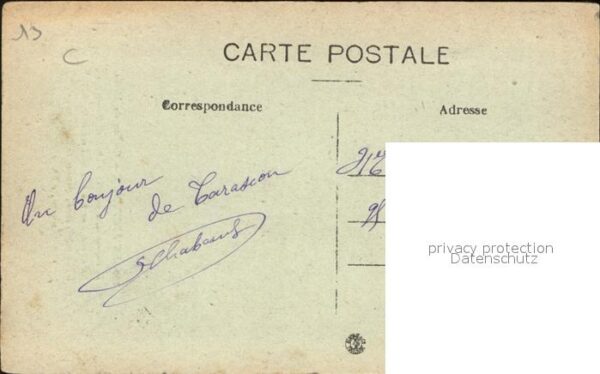 13
C
CARTE POSTALE
Correspondance
Adresse
Un bonjour
de Tarascon
privacy protection
Datenschutz